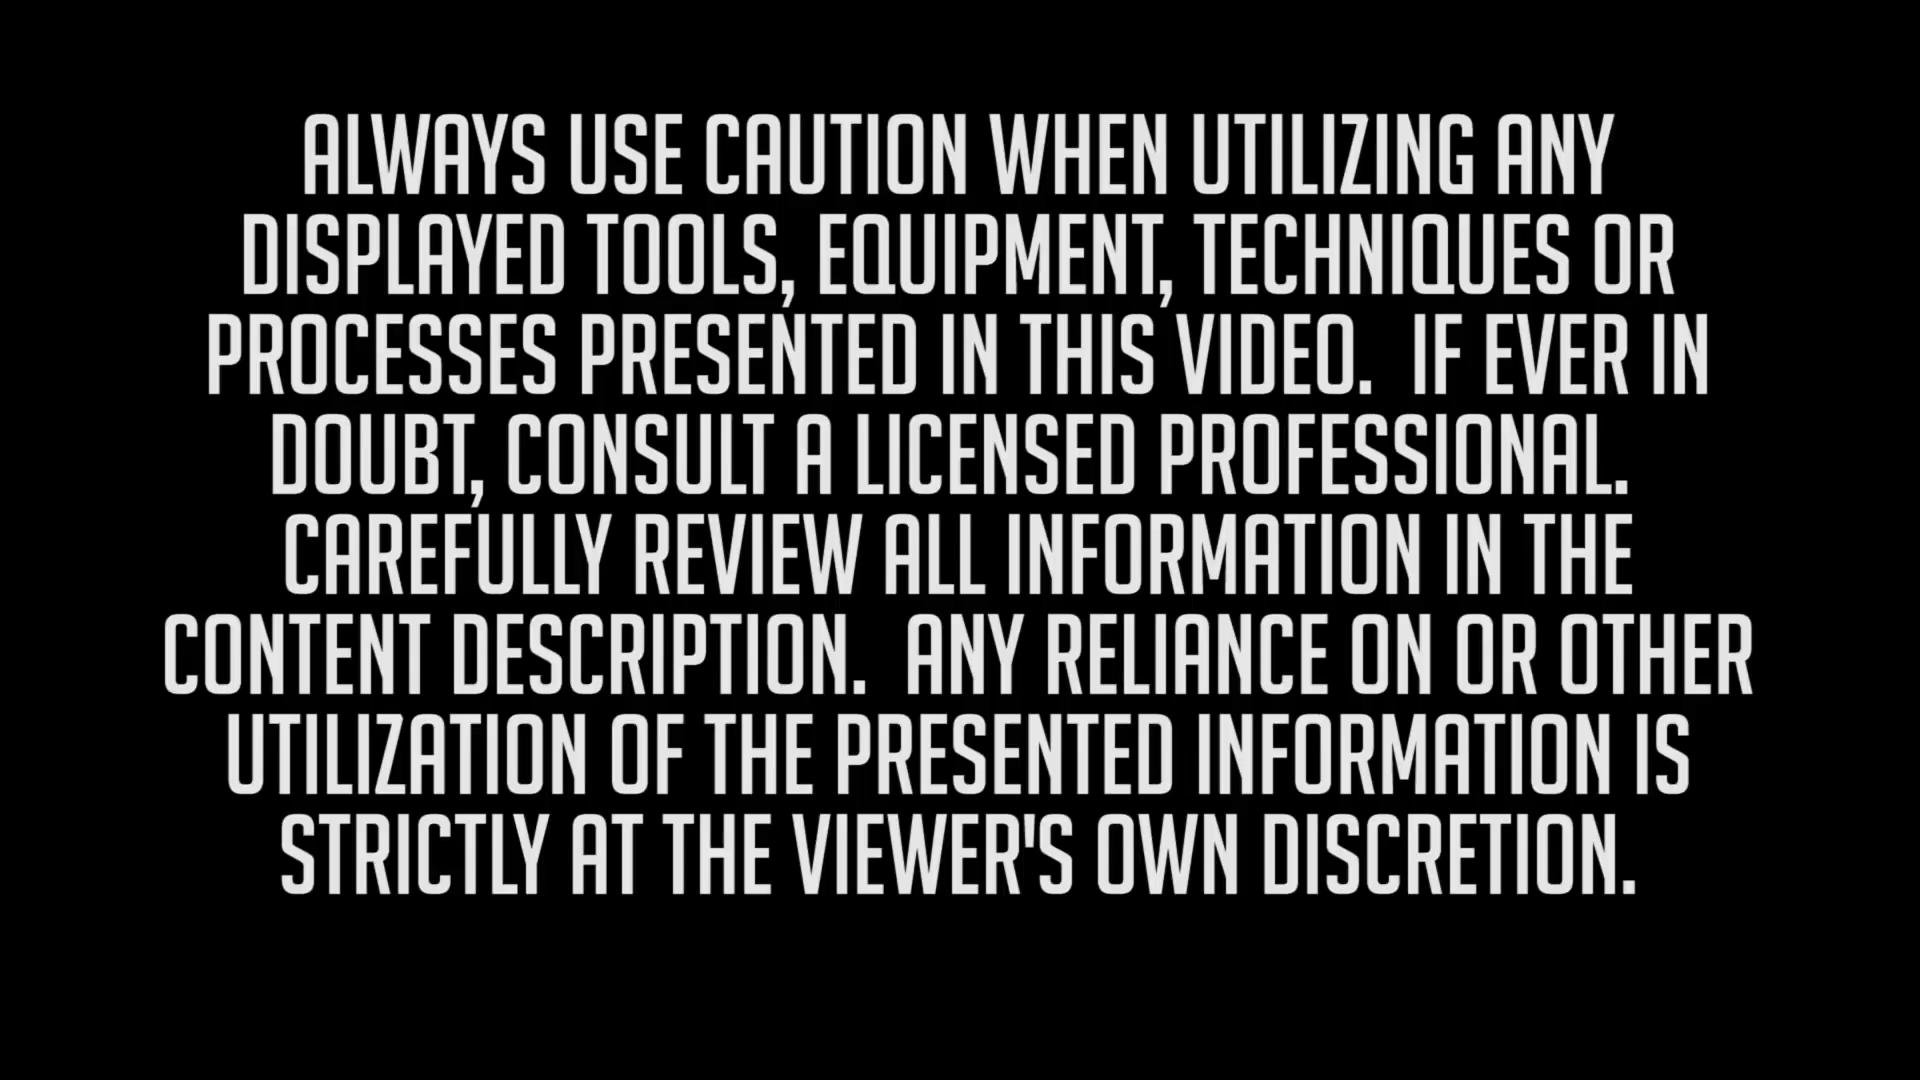 ALWAYS USE CAUTION WHEN UTILIZING ANY
DISPLAYED TOOLS, EQUIPMENT, TECHNIQUES OR
PROCESSES PRESENTED IN THIS VIDEO.  IF EVER IN
DOUBT, CONSULT A LICENSED PROFESSIONAL.
CAREFULLY REVIEW ALL INFORMATION IN THE
CONTENT DESCRIPTION.  ANY RELIANCE ON OR OTHER
UTILIZATION OF THE PRESENTED INFORMATION IS
STRICTLY AT THE VIEWER'S OWN DISCRETION.